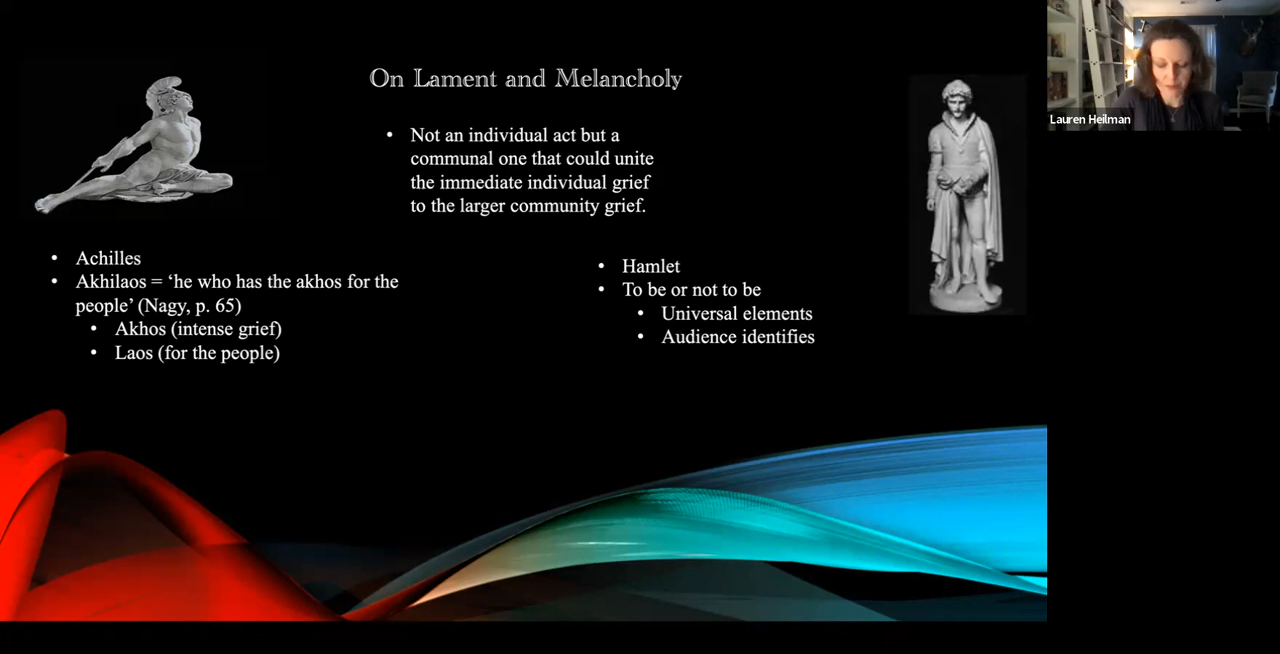 On Lament and Melancholy
• Not an individual act but a
communal one that could unite
the immediate individual grief
to the larger community grief.
• Achilles
• Akhilaos = ‘he who has the akhos for the
people’ (Nagy, p. 65)
• Akhos (intense grief)
• Laos (for the people)
• Hamlet
• To be or not to be
• Universal elements
• Audience identifies
Lauren Heilman